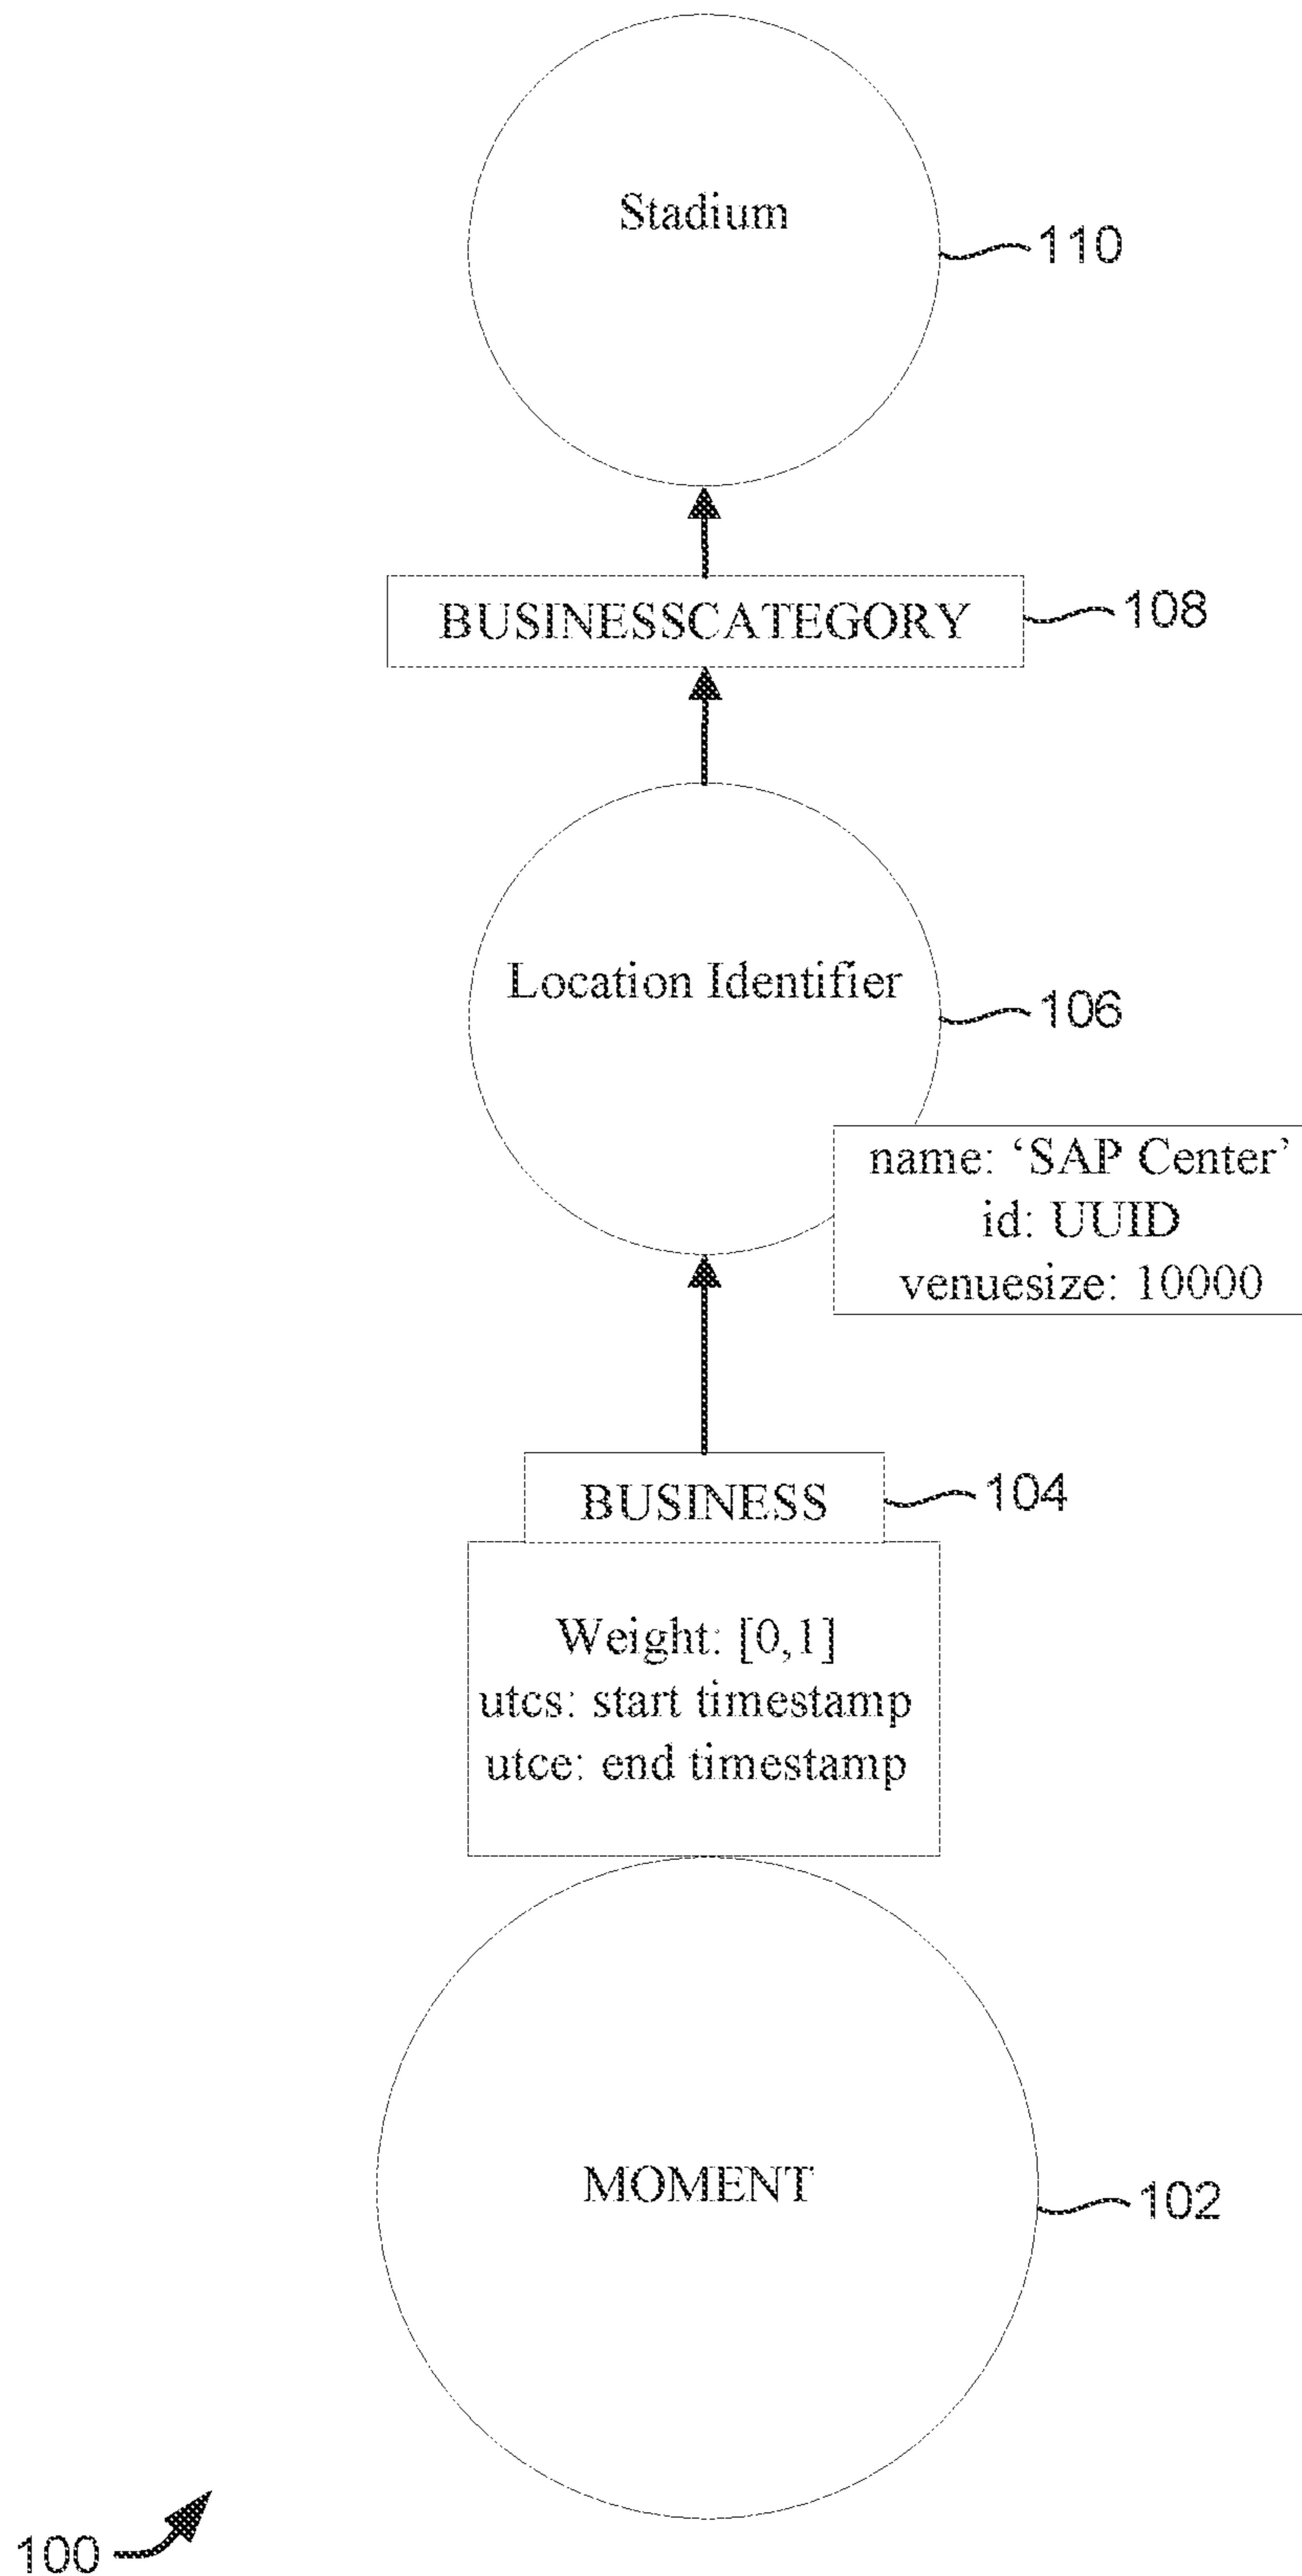 Stadium
110
BUSINESSCATEGORY
108
Location Identifier
106
name: ‘SAP Center’
id: UUID
venuesize: 10000
BUSINESS
104
Weight: [0,1]
utcs: start timestamp
utce: end timestamp
MOMENT
102
100